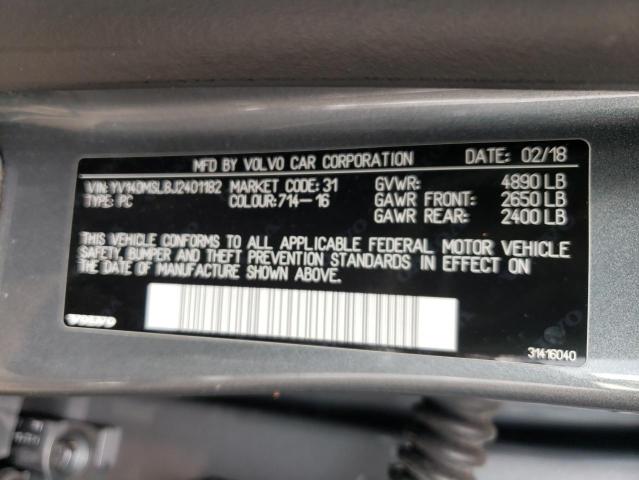 MFD BY VOLVO CAR CORPORATION DATE: 02/18
VIN: YV140MSLBJ2401182 MARKET CODE: 31 GVWR: 4890 LB
TYPE: PC COLOUR: 714-16 GAWR FRONT: 2650 LB
GAWR REAR: 2400 LB
THIS VEHICLE CONFORMS TO ALL APPLICABLE FEDERAL MOTOR VEHICLE
SAFETY, BUMPER AND THEFT PREVENTION STANDARDS IN EFFECT ON
THE DATE OF MANUFACTURE SHOWN ABOVE.
31416040